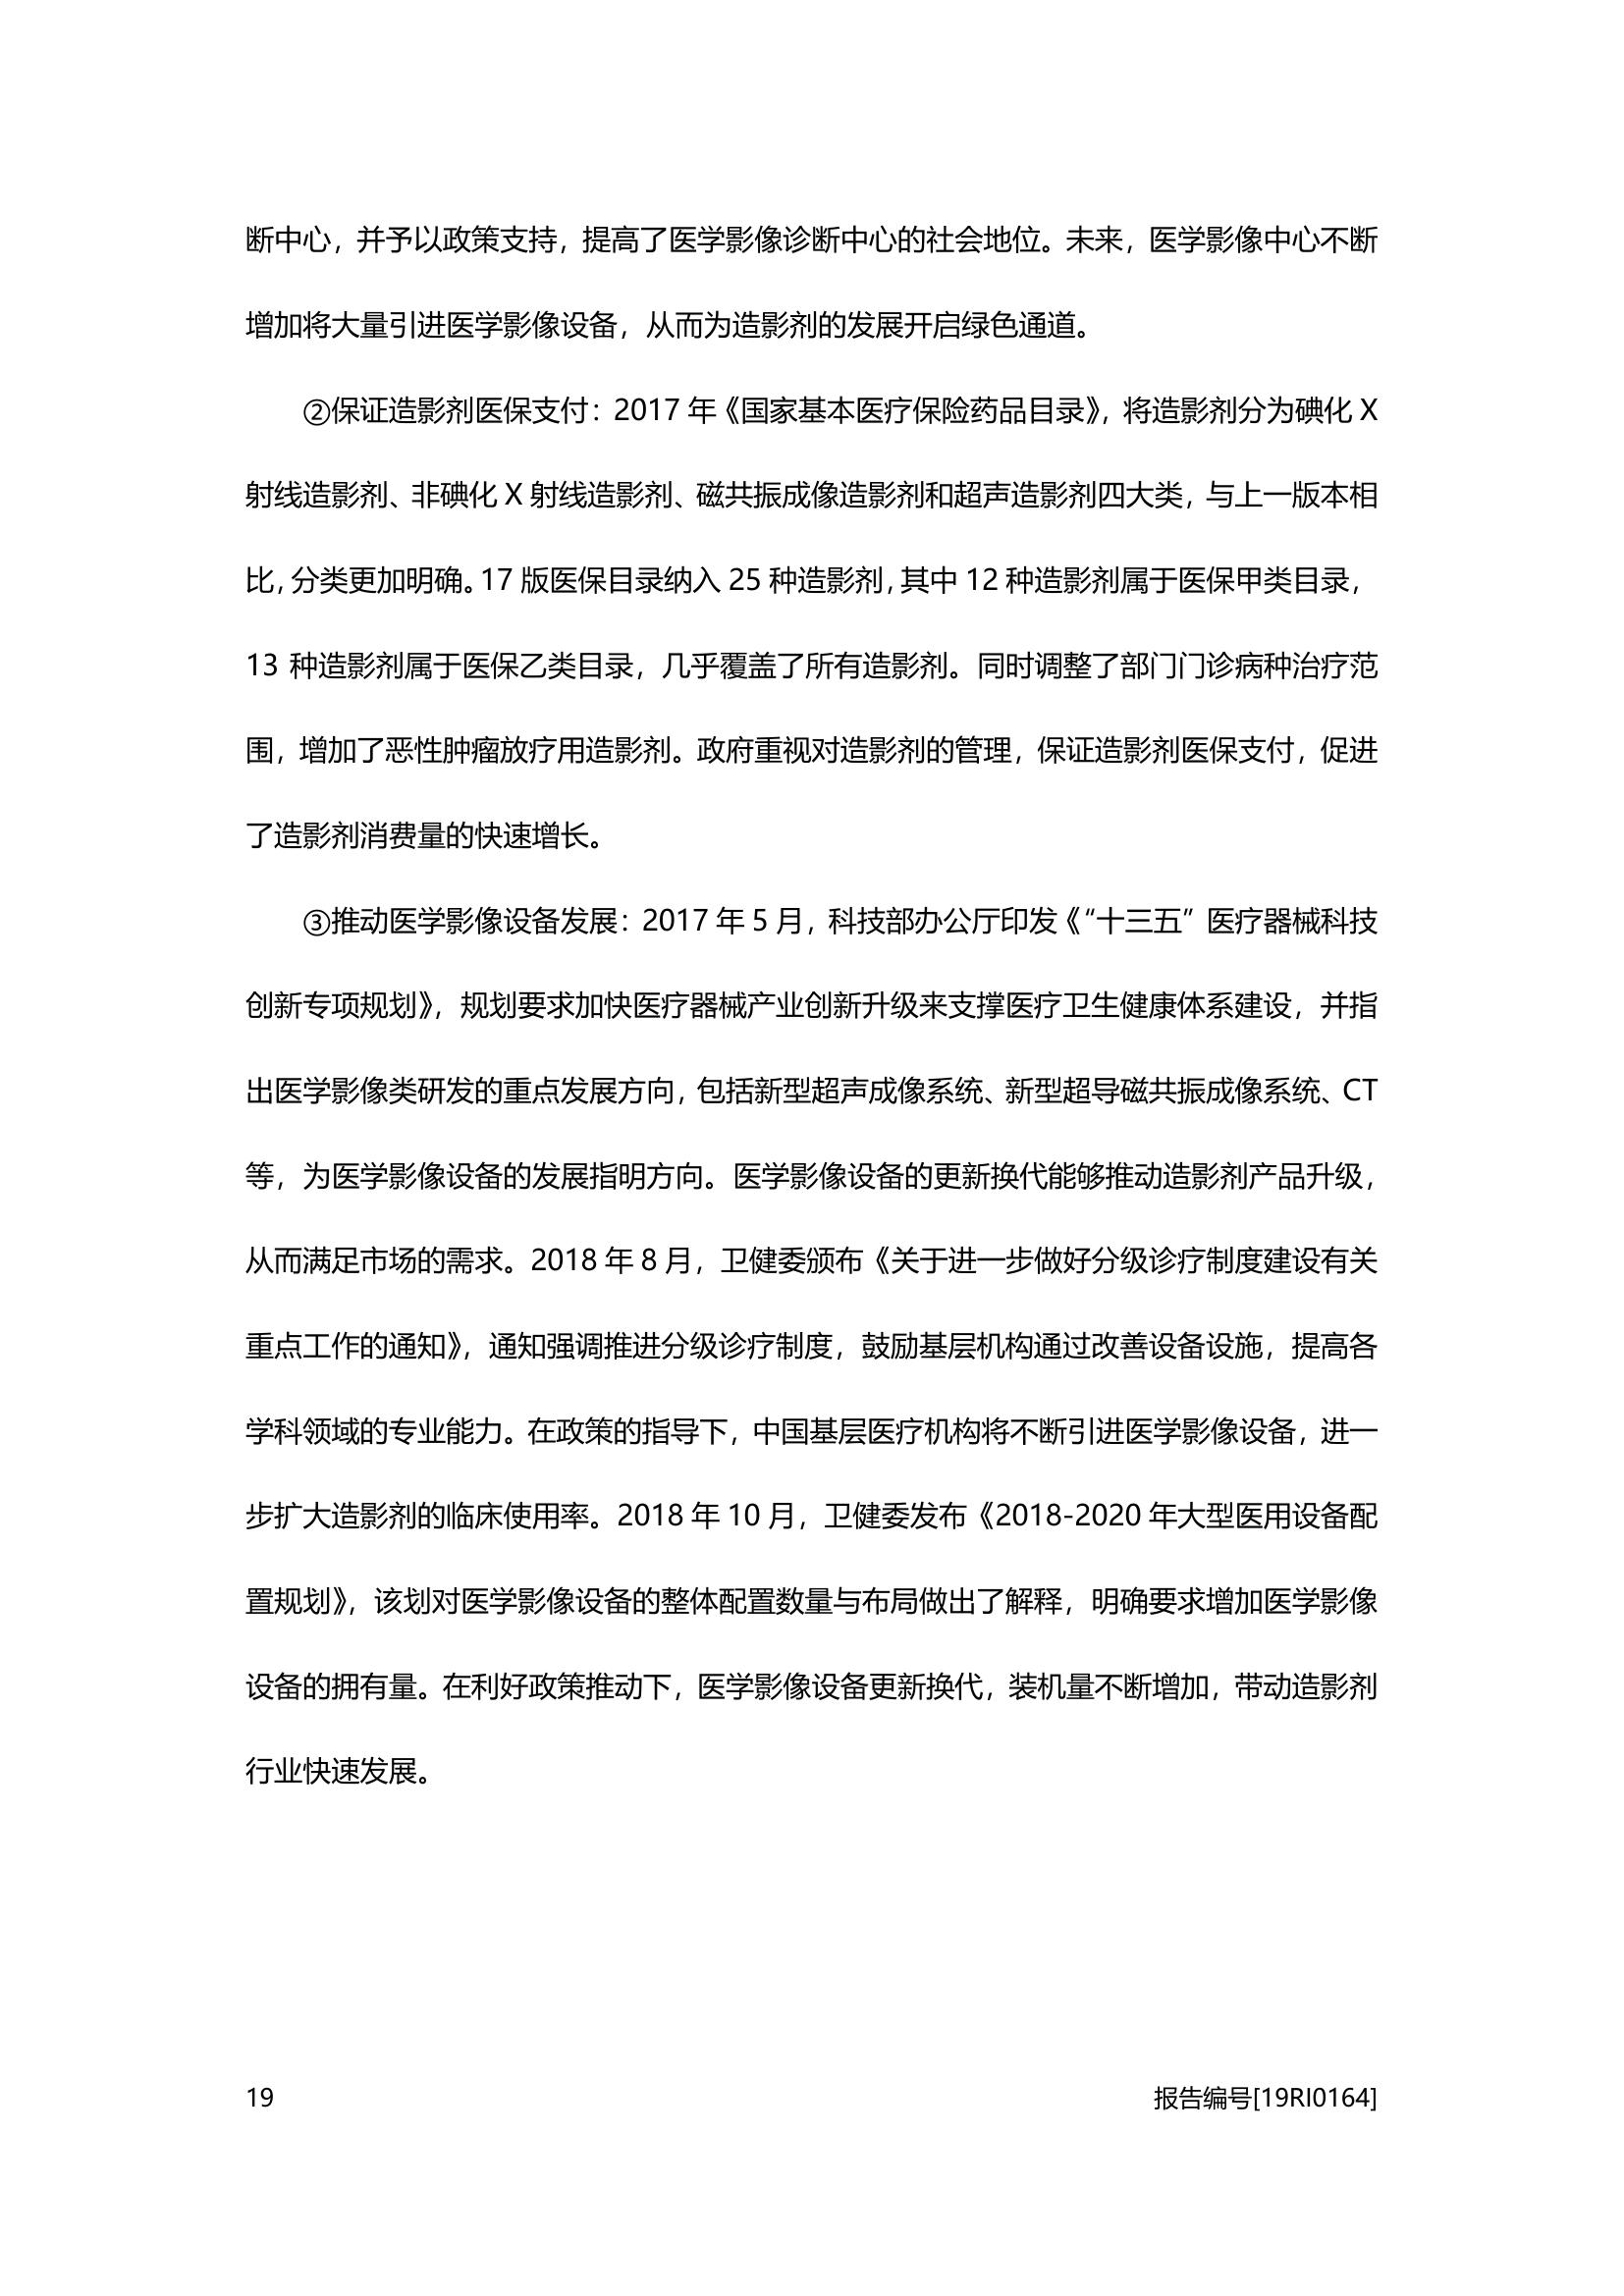 断中心，并予以政策支持，提高了医学影像诊断中心的社会地位。未来，医学影像中心不断
增加将大量引进医学影像设备，从而为造影剂的发展开启绿色通道。
②保证造影剂医保支付：2017 年《国家基本医疗保险药品目录》，将造影剂分为碘化 X
射线造影剂、非碘化 X 射线造影剂、磁共振成像造影剂和超声造影剂四大类，与上一版本相
比，分类更加明确。17 版医保目录纳入 25 种造影剂，其中 12 种造影剂属于医保甲类目录，
13 种造影剂属于医保乙类目录，几乎覆盖了所有造影剂。同时调整了部门门诊病种治疗范
围，增加了恶性肿瘤放疗用造影剂。政府重视对造影剂的管理，保证造影剂医保支付，促进
了造影剂消费量的快速增长。
③推动医学影像设备发展：2017 年 5 月，科技部办公厅印发《“十三五”医疗器械科技
创新专项规划》，规划要求加快医疗器械产业创新升级来支撑医疗卫生健康体系建设，并指
出医学影像类研发的重点发展方向，包括新型超声成像系统、新型超导磁共振成像系统、CT
等，为医学影像设备的发展指明方向。医学影像设备的更新换代能够推动造影剂产品升级，
从而满足市场的需求。2018 年 8 月，卫健委颁布《关于进一步做好分级诊疗制度建设有关
重点工作的通知》，通知强调推进分级诊疗制度，鼓励基层机构通过改善设备设施，提高各
学科领域的专业能力。在政策的指导下，中国基层医疗机构将不断引进医学影像设备，进一
步扩大造影剂的临床使用率。2018 年 10 月，卫健委发布《2018-2020 年大型医用设备配
置规划》，该划对医学影像设备的整体配置数量与布局做出了解释，明确要求增加医学影像
设备的拥有量。在利好政策推动下，医学影像设备更新换代，装机量不断增加，带动造影剂
行业快速发展。
19 报告编号[19RI0164]